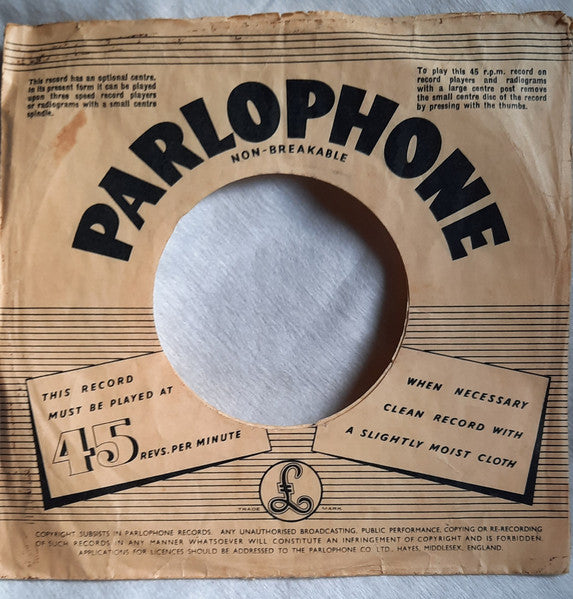 This record has an optional centre.
In its present form it can be played
upon three speed record players
or radiograms with a small centre
spindle.
To play this 45 r.p.m. record on
record players and radiograms
with a large centre post remove
the small centre disc of the record
by pressing with the thumbs.
PARLOPHONE
NON-BREAKABLE
THIS RECORD
MUST BE PLAYED AT
45 REVS. PER MINUTE
WHEN NECESSARY
CLEAN RECORD WITH
A SLIGHTLY MOIST CLOTH
£
TRADE MARK
COPYRIGHT SUBSISTS IN PARLOPHONE RECORDS. ANY UNAUTHORISED BROADCASTING, PUBLIC PERFORMANCE, COPYING OR RE-RECORDING
OF SUCH RECORDS IN ANY MANNER WHATSOEVER WILL CONSTITUTE AN INFRINGEMENT OF COPYRIGHT AND IS FORBIDDEN.
APPLICATIONS FOR LICENCES SHOULD BE ADDRESSED TO THE PARLOPHONE CO. LTD., HAYES, MIDDLESEX, ENGLAND.